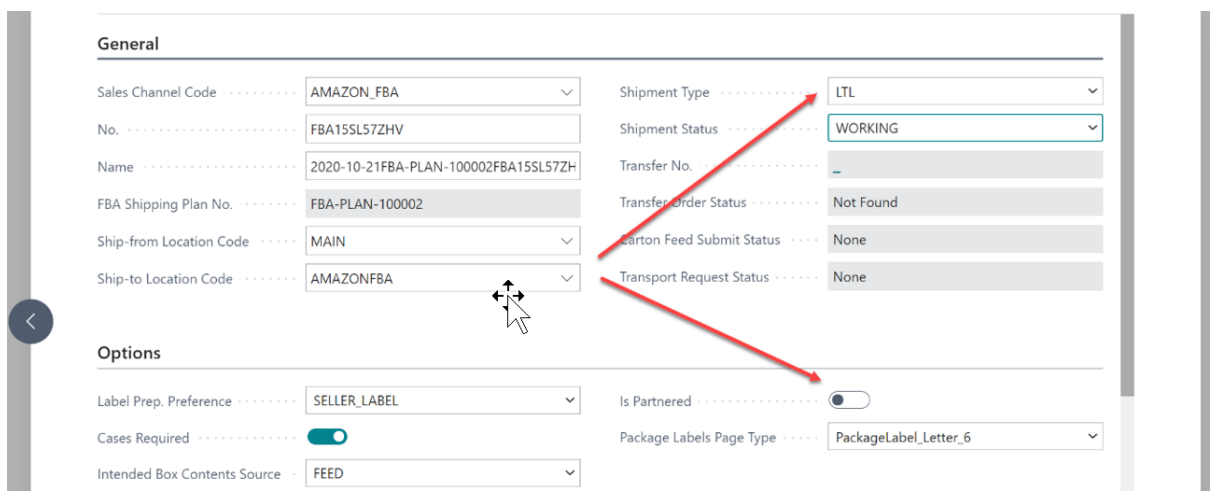 General
Sales Channel Code AMAZON_FBA
No. FBA15SL57ZHV
Name 2020-10-21FBA-PLAN-100002FBA15SL57ZH
FBA Shipping Plan No. FBA-PLAN-100002
Ship-from Location Code MAIN
Ship-to Location Code AMAZONFBA
Shipment Type LTL
Shipment Status WORKING
Transfer No. _
Transfer Order Status Not Found
Carton Feed Submit Status None
Transport Request Status None
Options
Label Prep. Preference SELLER_LABEL
Cases Required
Intended Box Contents Source FEED
Is Partnered
Package Labels Page Type PackageLabel_Letter_6